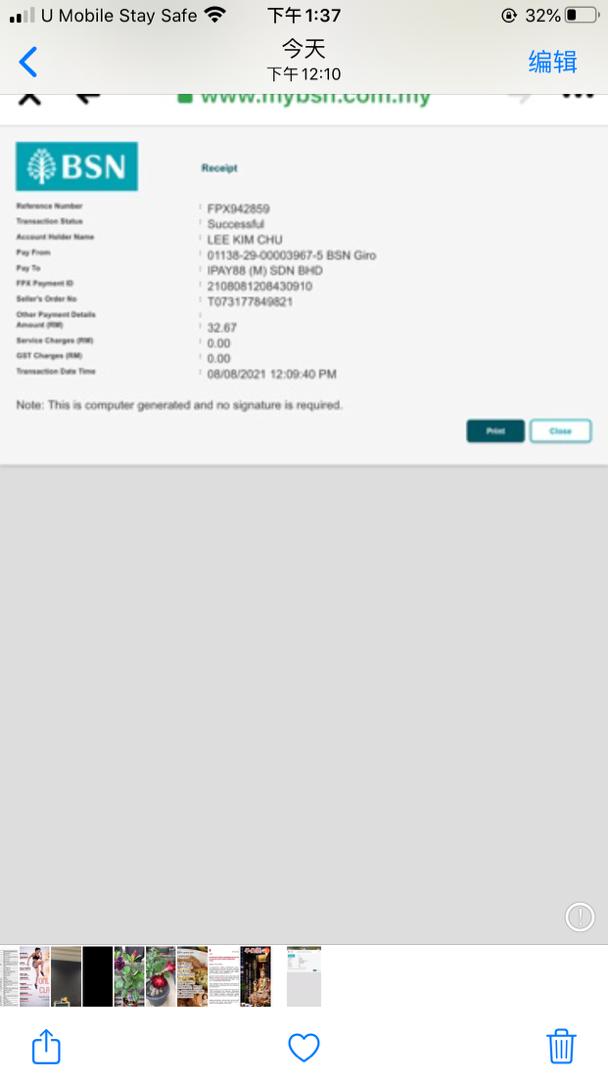 U Mobile Stay Safe 下午1:37 32%
今天
下午12:10
编辑
www.mybsn.com.my
BSN
Receipt
Reference Number : FPX942859
Transaction Status : Successful
Account Holder Name : LEE KIM CHU
Pay From : 01138-29-00003967-5 BSN Giro
Pay To : IPAY88 (M) SDN BHD
FPX Payment ID : 2108081208430910
Seller's Order No : T073177849821
Other Payment Details :
Amount (RM) : 32.67
Service Charges (RM) : 0.00
GST Charges (RM) : 0.00
Transaction Date Time : 08/08/2021 12:09:40 PM
Note: This is computer generated and no signature is required.
Print Close